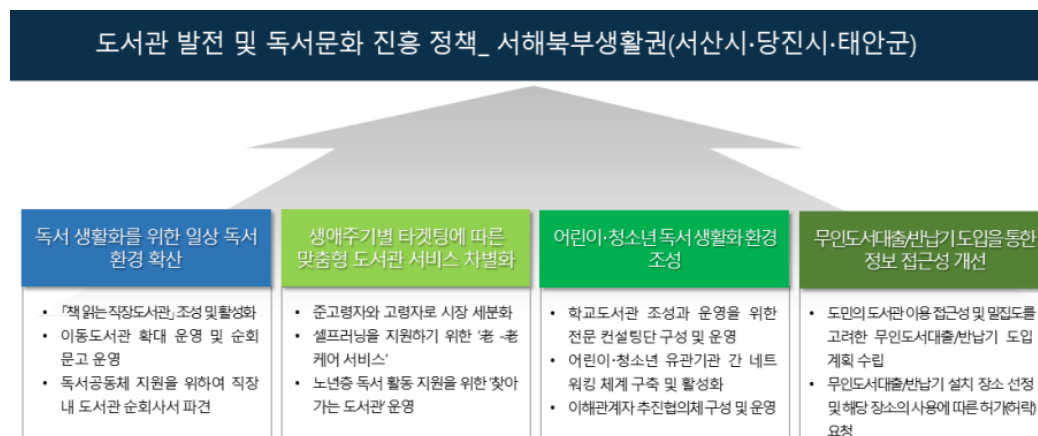 도서관 발전 및 독서문화 진흥 정책_ 서해북부생활권(서산시·당진시·태안군)
독서 생활화를 위한 일상 독서
환경 확산
• 「책 읽는 직장도서관」 조성 및 활성화
• 이동도서관 확대 운영 및 순회
문고 운영
• 독서공동체 지원을 위하여 직장
내 도서관 순회사서 파견
생애주기별 타겟팅에 따른
맞춤형 도서관 서비스 차별화
• 준고령자와 고령자로 시장 세분화
• 셀프러닝을 지원하기 위한 '老 -老
케어 서비스'
• 노년층 독서 활동 지원을 위한 '찾아
가는 도서관' 운영
어린이·청소년 독서 생활화 환경
조성
• 학교도서관 조성과 운영을 위한
전문 컨설팅단 구성 및 운영
• 어린이·청소년 유관기관 간 네트
워킹 체계 구축 및 활성화
• 이해관계자 추진협의체 구성 및 운영
무인도서대출/반납기 도입을 통한
정보 접근성 개선
• 도민의 도서관 이용 접근성 및 밀집도를
고려한 무인도서대출/반납기 도입
계획 수립
• 무인도서대출/반납기 설치 장소 선정
및 해당 장소의 사용에 따른 허가(허락)
요청